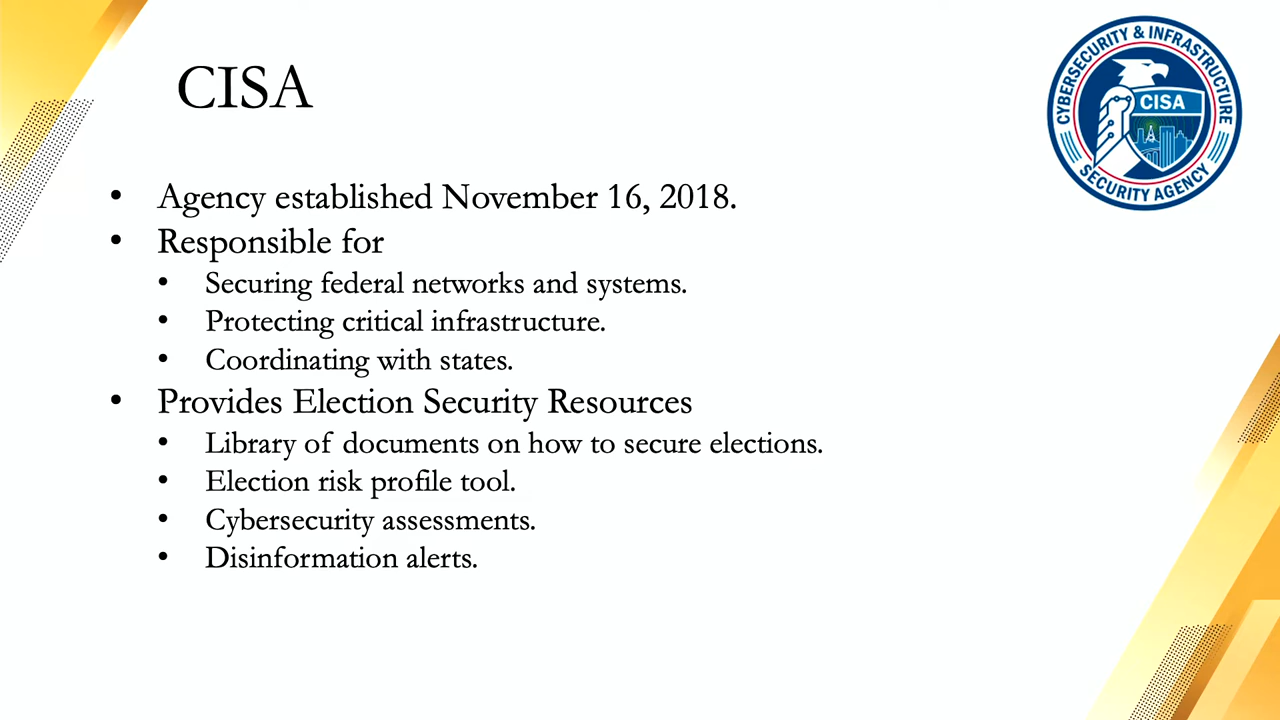 CISA
CYBERSECURITY & INFRASTRUCTURE
CISA
SECURITY AGENCY
• Agency established November 16, 2018.
• Responsible for
• Securing federal networks and systems.
• Protecting critical infrastructure.
• Coordinating with states.
• Provides Election Security Resources
• Library of documents on how to secure elections.
• Election risk profile tool.
• Cybersecurity assessments.
• Disinformation alerts.